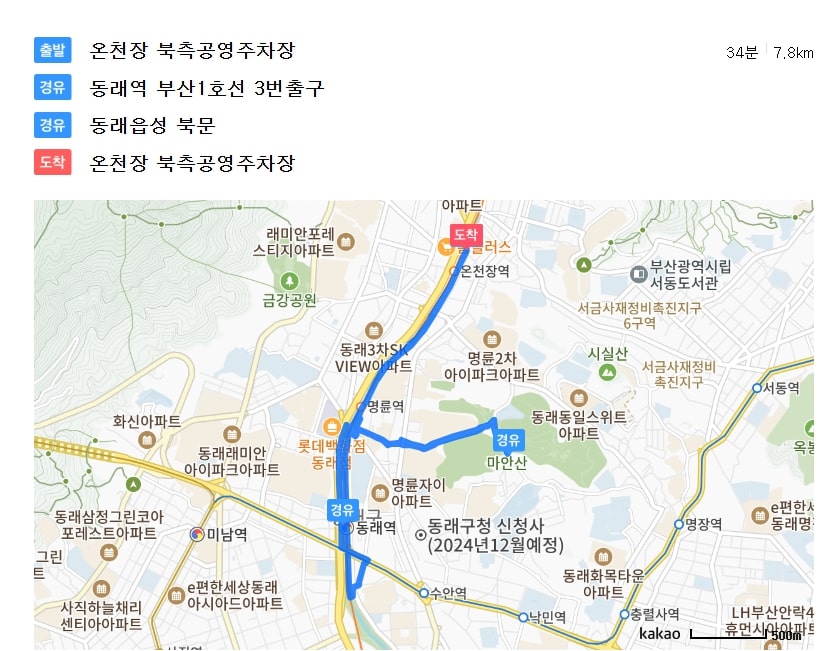 출발 온천장 북측공영주차장
34분 7.8km
경유 동래역 부산1호선 3번출구
경유 동래읍성 북문
도착 온천장 북측공영주차장
아파트
도착
래미안포레
스티지아파트
온천장역
부산광역시립
서동도서관
금강공원
서금사재정비촉진지구
6구역
동래3차SK
VIEW아파트
명륜2차
아이파크아파트
시실산
서금사재정비
촉진지구
서동역
명륜역
화신아파트
동래동일스위트
아파트
롯데백화점
동래점
경유
마안산
동래래미안
아이파크아파트
명륜자이
아파트
경유
동래역
동래삼정그린코아
포레스트아파트
미남역
동래구청 신청사
(2024년12월예정)
명장역
e편한세
동래명
그린
e편한세상동래
아시아드아파트
수안역
동래화목타운
아파트
사직하늘채리
센티아아파트
낙민역
충렬사역
LH부산안락4
휴먼시아아파
kakao
500m